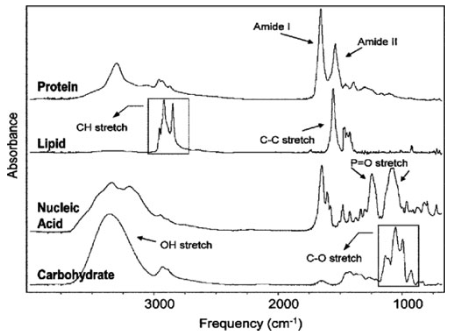 Amide I
Amide II
Protein
CH stretch
Lipid
C-C stretch
P=O stretch
Nucleic
Acid
OH stretch
C-O stretch
Carbohydrate
Absorbance
3000
2000
1000
Frequency (cm⁻¹)